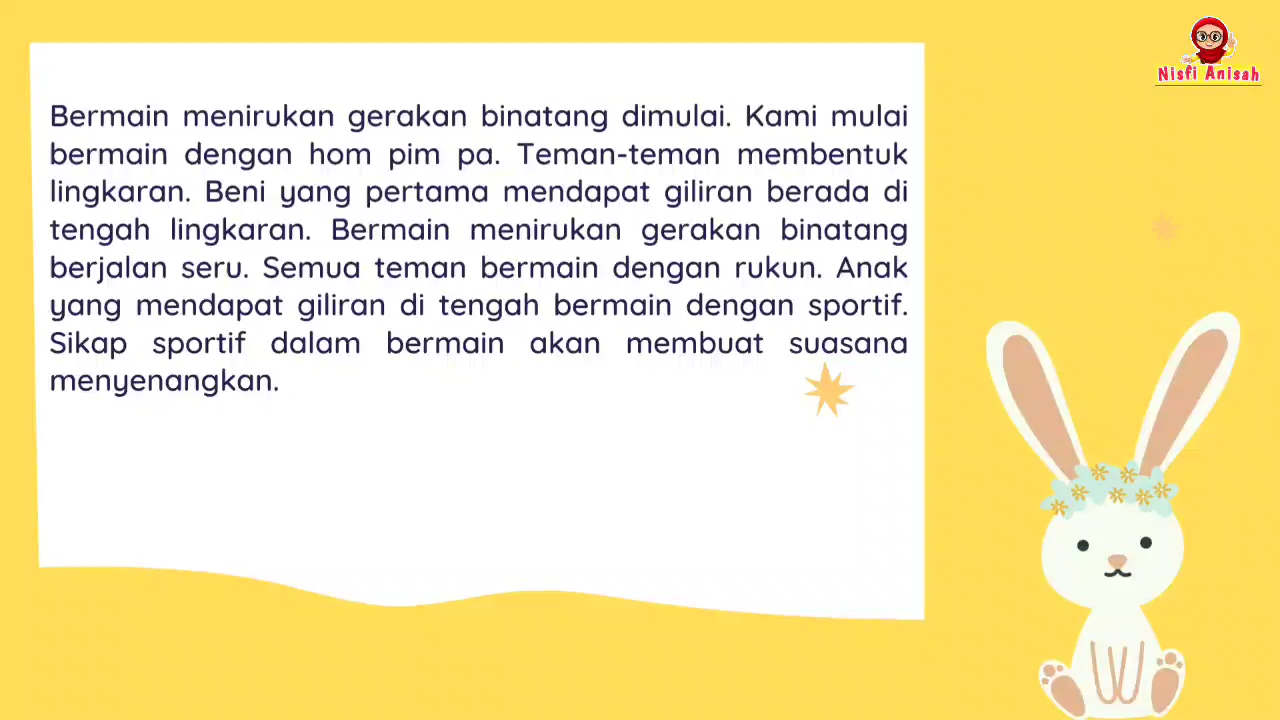 Nisfi Anisah
Bermain menirukan gerakan binatang dimulai. Kami mulai
bermain dengan hom pim pa. Teman-teman membentuk
lingkaran. Beni yang pertama mendapat giliran berada di
tengah lingkaran. Bermain menirukan gerakan binatang
berjalan seru. Semua teman bermain dengan rukun. Anak
yang mendapat giliran di tengah bermain dengan sportif.
Sikap sportif dalam bermain akan membuat suasana
menyenangkan.